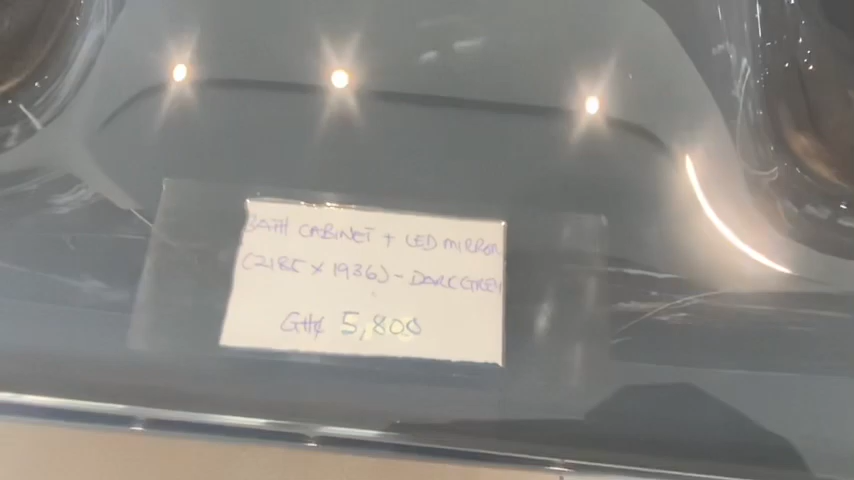 BATH CABINET + LED MIRROR
(2185 X 1936) - DARK GREY
GH¢ 5,800